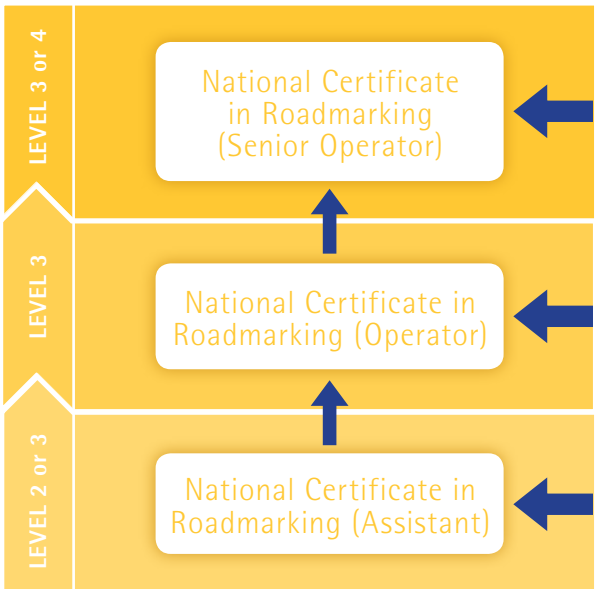 LEVEL 3 or 4
National Certificate
in Roadmarking
(Senior Operator)
LEVEL 3
National Certificate in
Roadmarking (Operator)
LEVEL 2 or 3
National Certificate in
Roadmarking (Assistant)